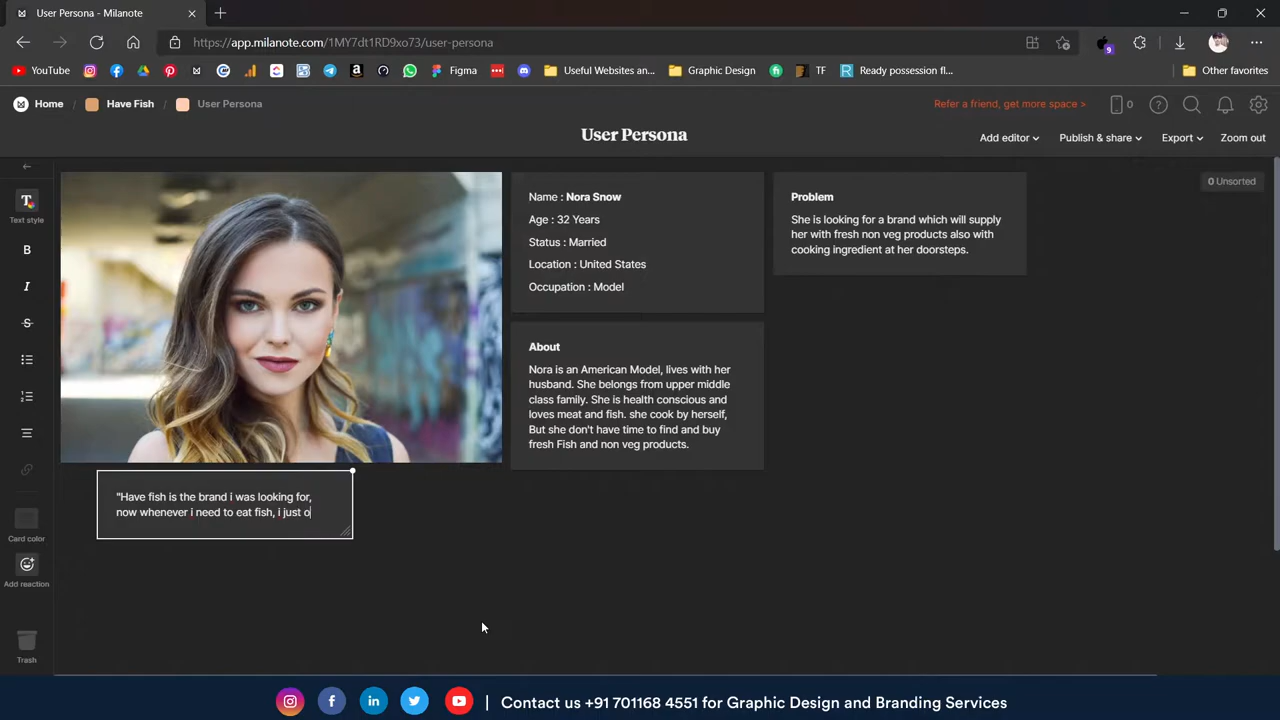 User Persona - Milanote
https://app.milanote.com/1MY7dt1RD9xo73/user-persona
9
YouTube
Figma
Useful Websites an...
Graphic Design
TF
Ready possession fl...
Other favorites
Home / Have Fish / User Persona
Refer a friend, get more space >
0
User Persona
Add editor
Publish & share
Export
Zoom out
T
Text style
B
I
S
Card color
Add reaction
Trash
Name : Nora Snow
Age : 32 Years
Status : Married
Location : United States
Occupation : Model
About
Nora is an American Model, lives with her
husband. She belongs from upper middle
class family. She is health conscious and
loves meat and fish. she cook by herself,
But she don't have time to find and buy
fresh Fish and non veg products.
Problem
She is looking for a brand which will supply
her with fresh non veg products also with
cooking ingredient at her doorsteps.
0 Unsorted
"Have fish is the brand i was looking for,
now whenever i need to eat fish, i just o
| Contact us +91 701168 4551 for Graphic Design and Branding Services